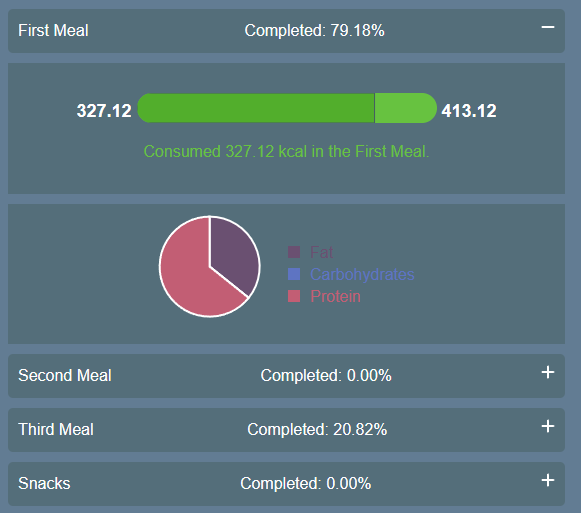 First Meal Completed: 79.18%
327.12 413.12
Consumed 327.12 kcal in the First Meal.
Fat
Carbohydrates
Protein
Second Meal Completed: 0.00%
Third Meal Completed: 20.82%
Snacks Completed: 0.00%